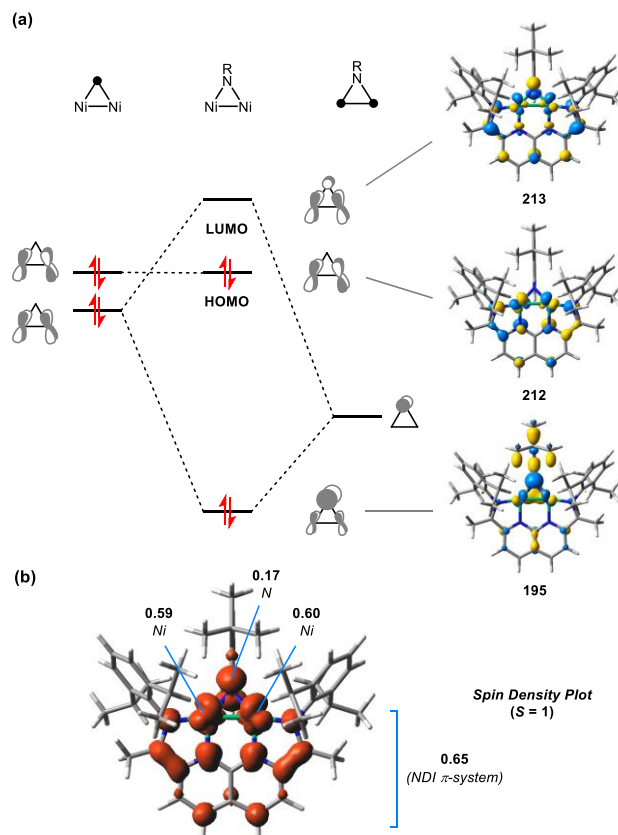 (a)
R
N
Ni Ni
Ni Ni
R
N
213
LUMO
HOMO
212
195
(b)
0.17
N
0.59
Ni
0.60
Ni
Spin Density Plot
(S = 1)
0.65
(NDI π-system)